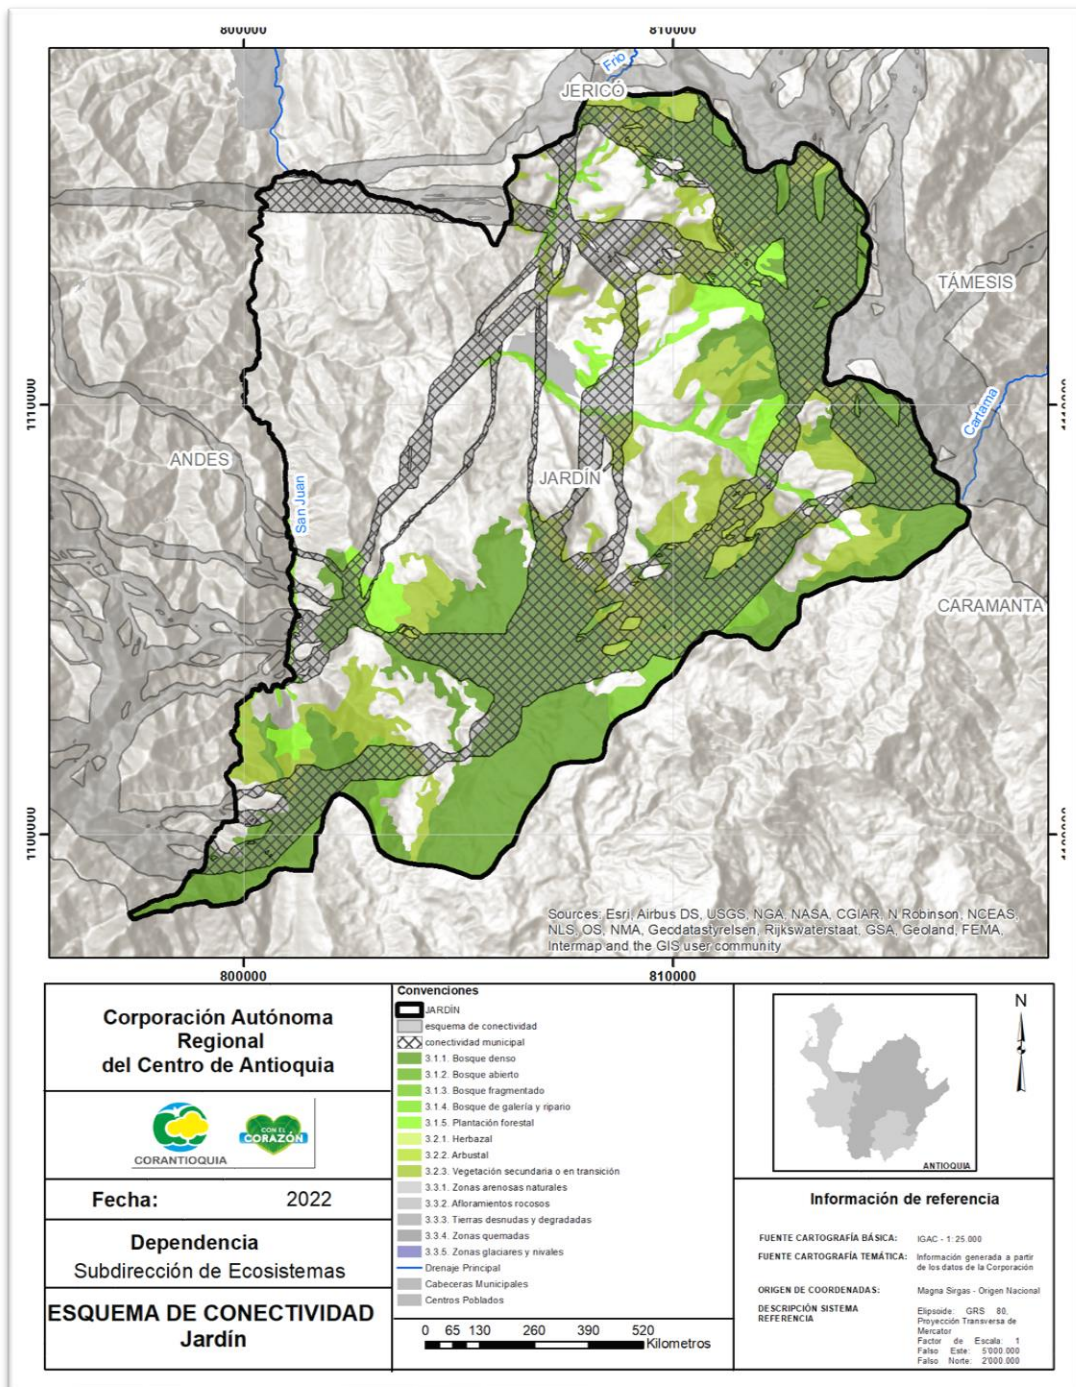 800000
810000
Frio
JERICÓ
TÁMESIS
1110000
1110000
Cartama
ANDES
San Juan
JARDÍN
CARAMANTA
1100000
1100000
Sources: Esri, Airbus DS, USGS, NGA, NASA, CGIAR, N Robinson, NCEAS,
NLS, OS, NMA, Geodatastyrelsen, Rijkswaterstaat, GSA, Geoland, FEMA,
Intermap and the GIS user community
800000
810000
Corporación Autónoma
Regional
del Centro de Antioquia
CORANTIOQUIA
CON EL
CORAZÓN
Fecha: 2022
Dependencia
Subdirección de Ecosistemas
ESQUEMA DE CONECTIVIDAD
Jardín
Convenciones
JARDÍN
esquema de conectividad
conectividad municipal
3.1.1. Bosque denso
3.1.2. Bosque abierto
3.1.3. Bosque fragmentado
3.1.4. Bosque de galería y ripario
3.1.5. Plantación forestal
3.2.1. Herbazal
3.2.2. Arbustal
3.2.3. Vegetación secundaria o en transición
3.3.1. Zonas arenosas naturales
3.3.2. Afloramientos rocosos
3.3.3. Tierras desnudas y degradadas
3.3.4. Zonas quemadas
3.3.5. Zonas glaciares y nivales
Drenaje Principal
Cabeceras Municipales
Centros Poblados
0 65 130 260 390 520
Kilometros
N
ANTIOQUIA
Información de referencia
FUENTE CARTOGRAFÍA BÁSICA: IGAC - 1: 25.000
FUENTE CARTOGRAFÍA TEMÁTICA: Información generada a partir
de los datos de la Corporación
ORIGEN DE COORDENADAS: Magna Sirgas - Origen Nacional
DESCRIPCIÓN SISTEMA
REFERENCIA
Elipsoide: GRS 80,
Proyección Transversa de
Mercator
Factor de Escala: 1
Falso Este: 5'000.000
Falso Norte: 2'000.000